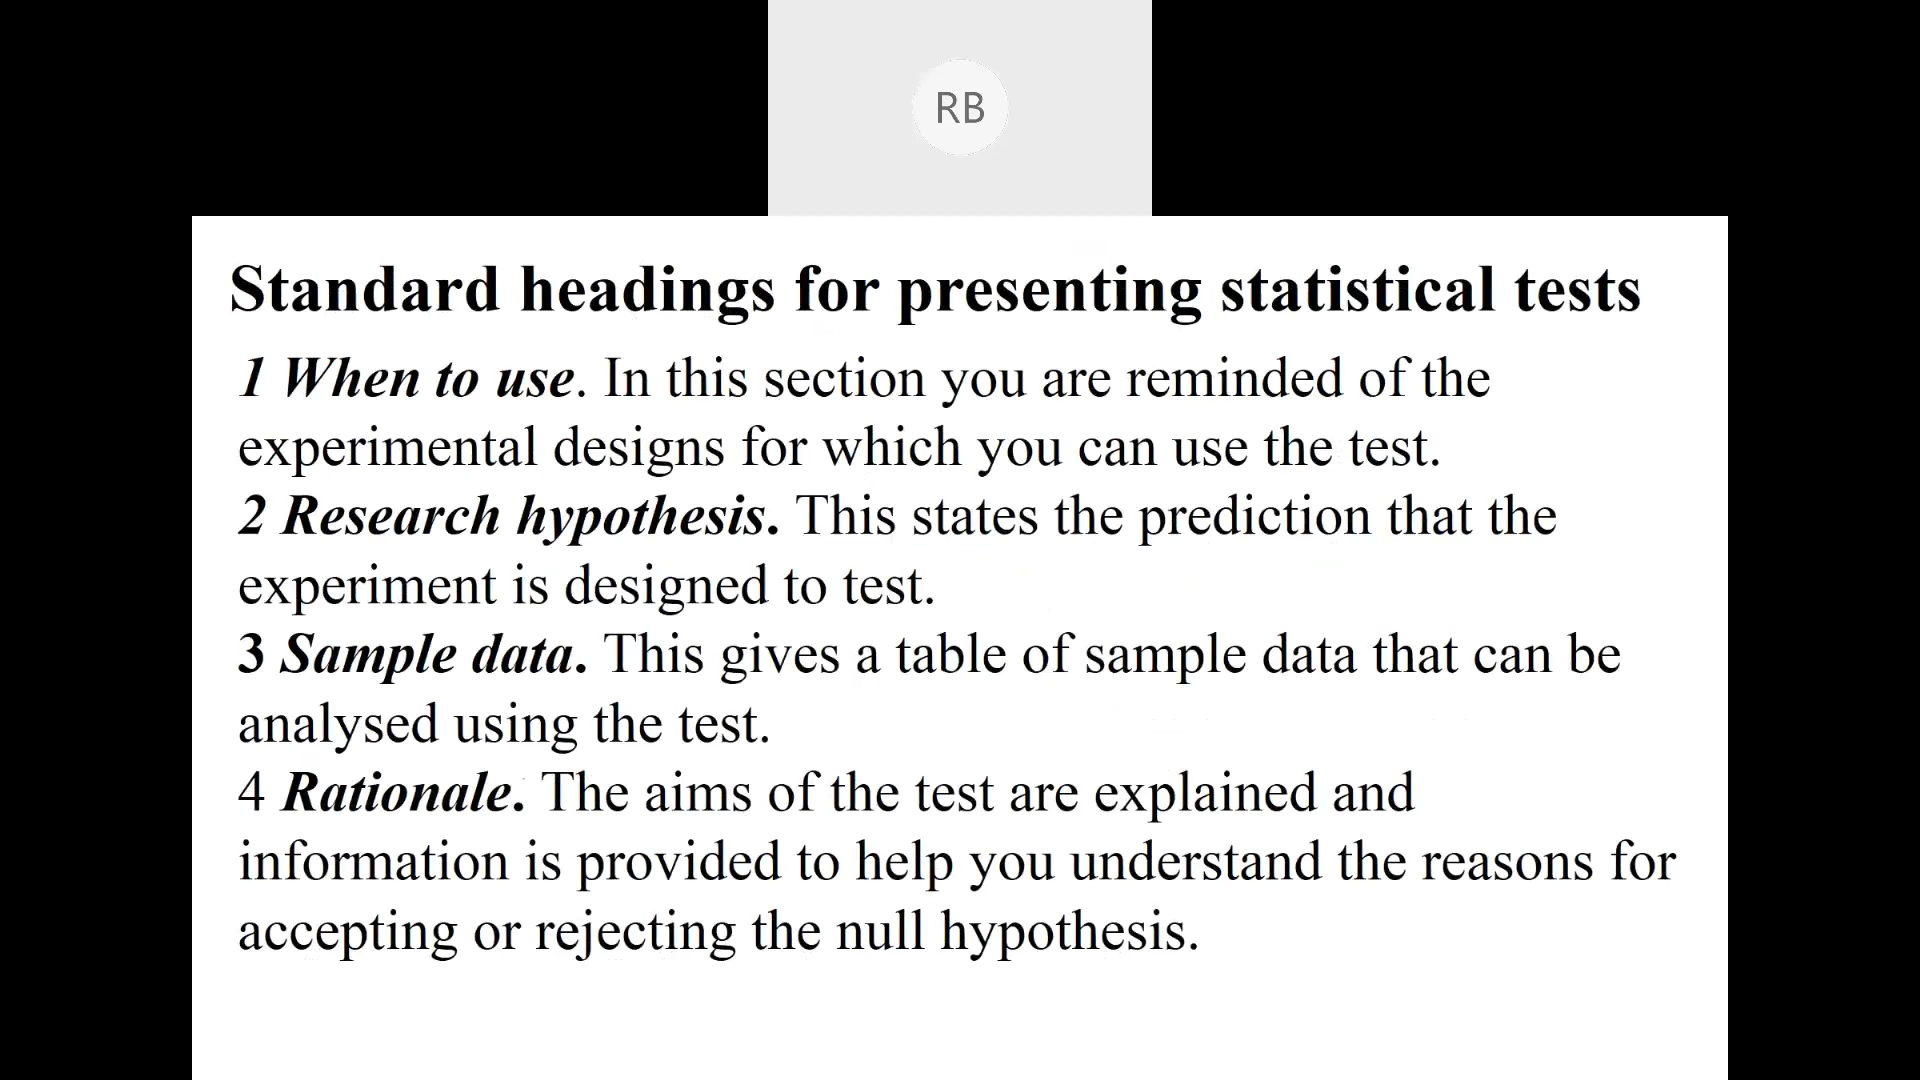 RB
Standard headings for presenting statistical tests
1 When to use. In this section you are reminded of the
experimental designs for which you can use the test.
2 Research hypothesis. This states the prediction that the
experiment is designed to test.
3 Sample data. This gives a table of sample data that can be
analysed using the test.
4 Rationale. The aims of the test are explained and
information is provided to help you understand the reasons for
accepting or rejecting the null hypothesis.